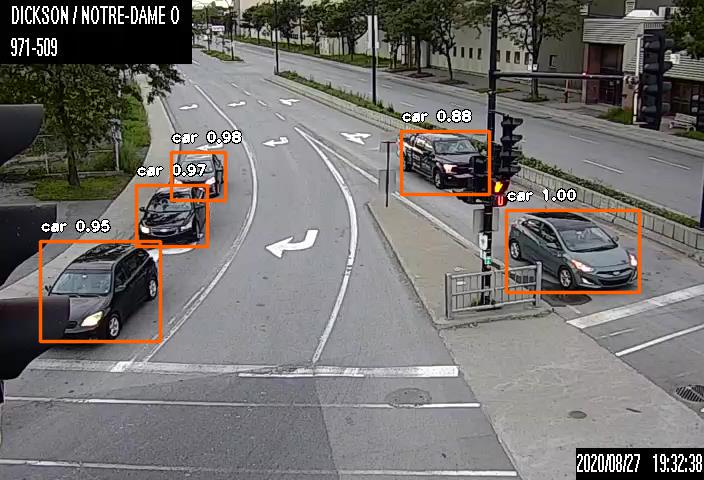 DICKSON / NOTRE-DAME O
971-509
car 0.98
car 0.88
car 0.97
car 1.00
car 0.95
2020/08/27 19:32:38